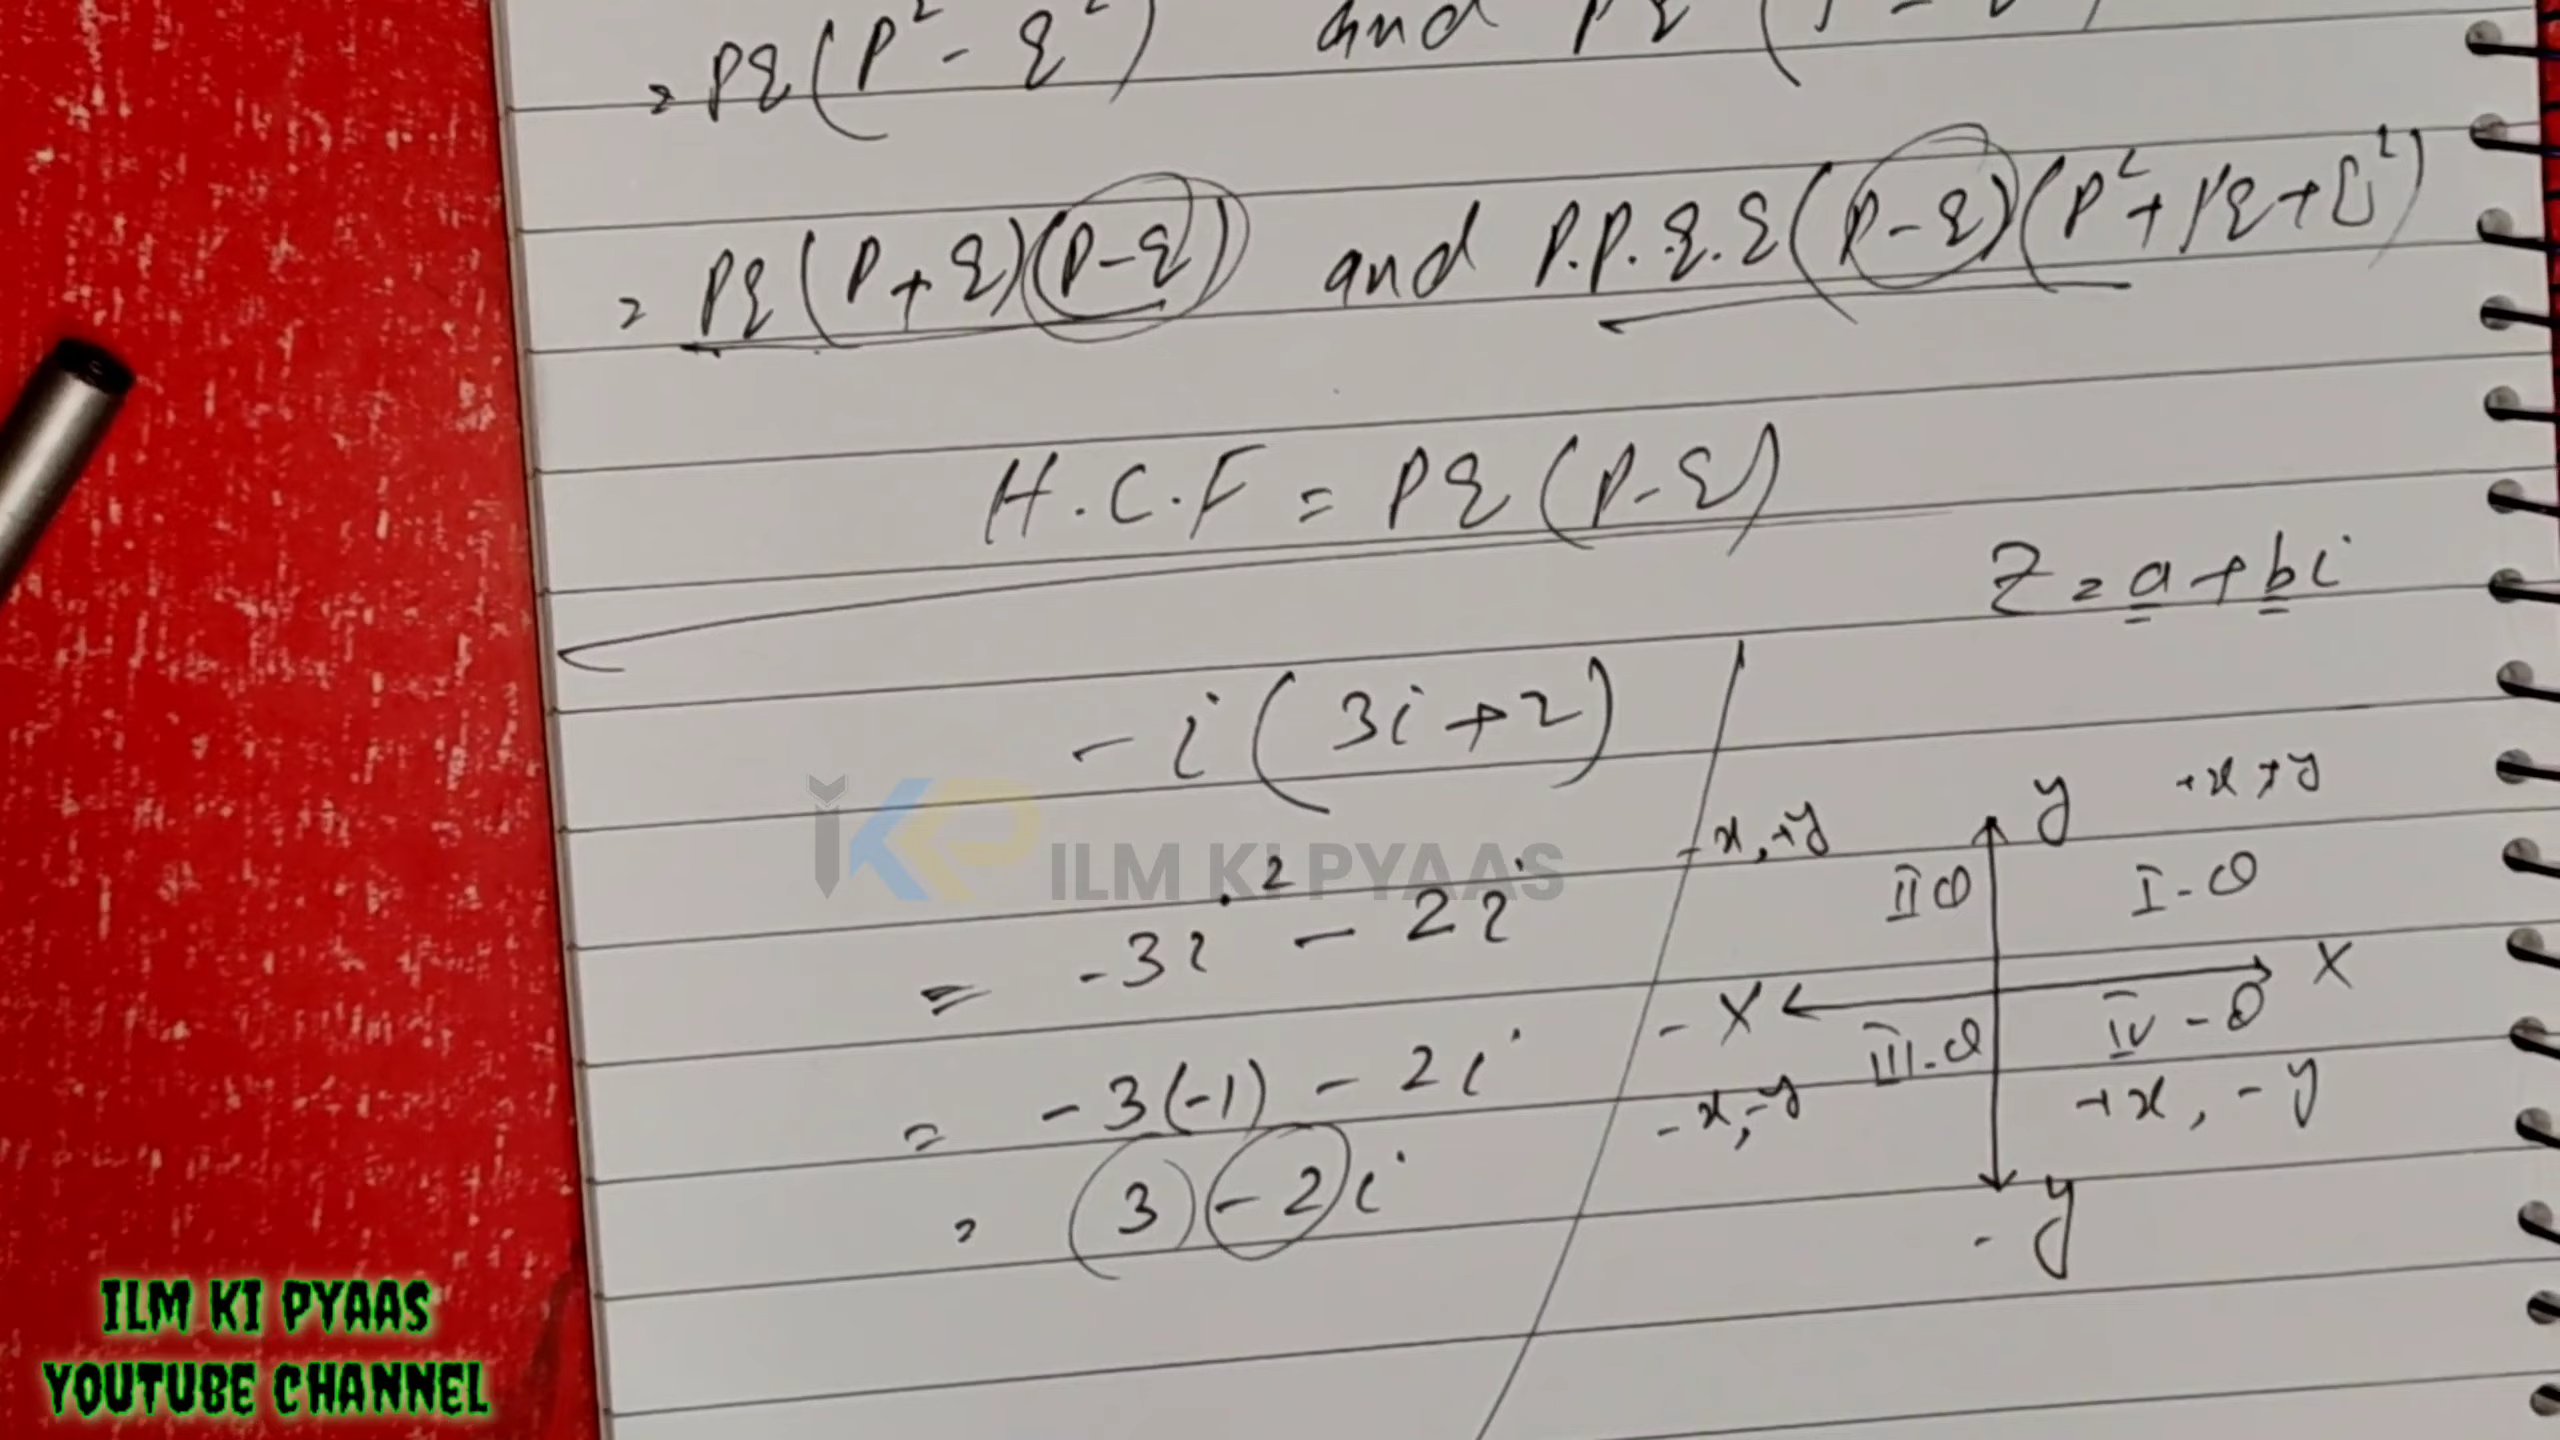 = pq(p² - q²) and pq(
= pq(p+q)(p-q) and p.p.q.q(p-q)(p²+pq+q²)
H.C.F = pq(p-q)
Z = a+bi
-i(3i+2)
= -3i² - 2i
= -3(-1) - 2i
= 3 - 2i
y +x+y
-x,+y
II Q I-Q
-X X
III-Q IV-Q
-x,-y +x,-y
-y
ILM KI PYAAS
ILM KI PYAAS
YOUTUBE CHANNEL